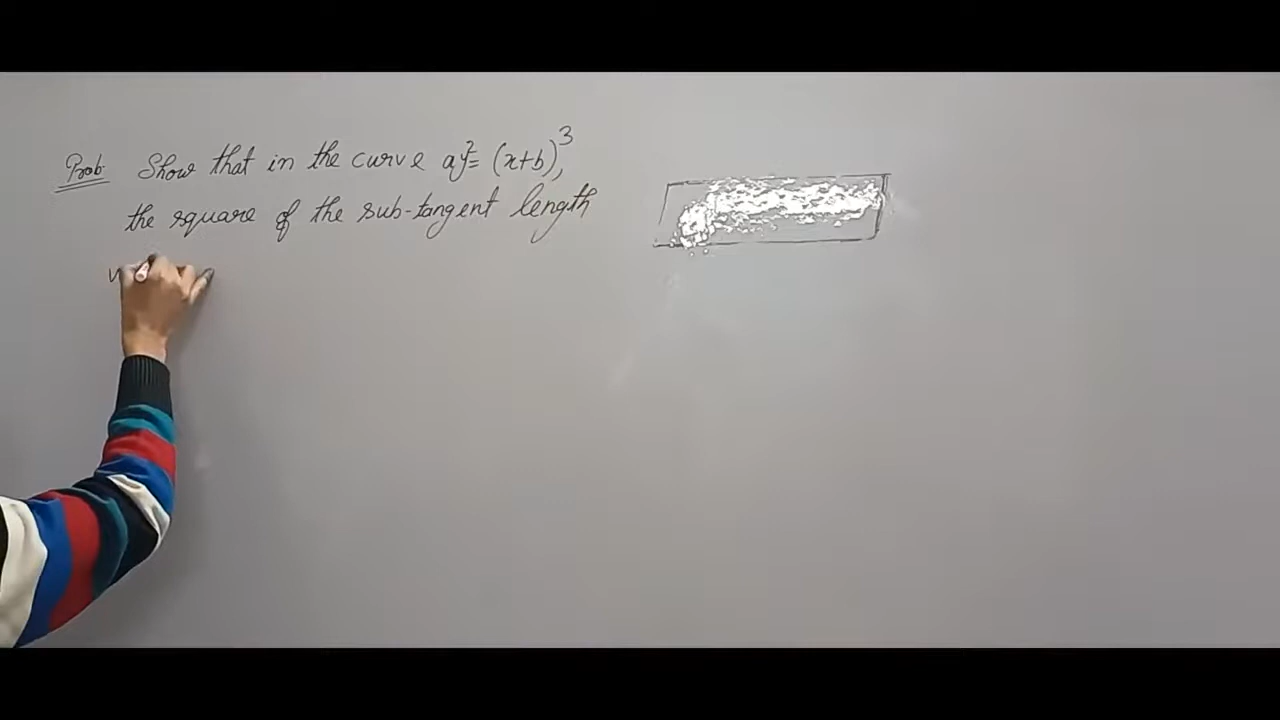 Prob. Show that in the curve ay²= (x+b)³,
the square of the sub-tangent length